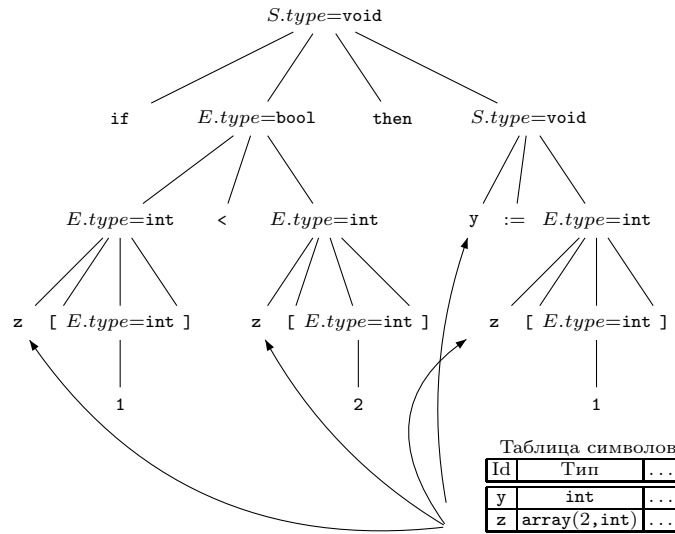 S.type=void
if E.type=bool then S.type=void
E.type=int < E.type=int y := E.type=int
z [ E.type=int ] z [ E.type=int ] z [ E.type=int ]
1 2 1
Таблица символов
Id Тип ...
y int ...
z array(2,int) ...